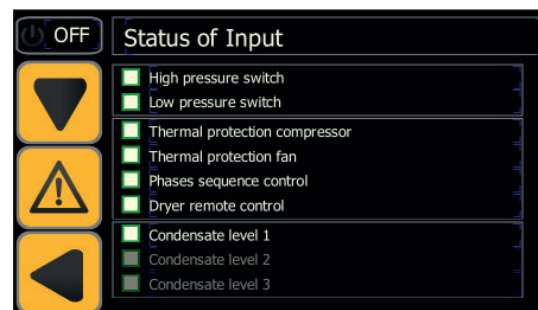 OFF
Status of Input
High pressure switch
Low pressure switch
Thermal protection compressor
Thermal protection fan
Phases sequence control
Dryer remote control
Condensate level 1
Condensate level 2
Condensate level 3